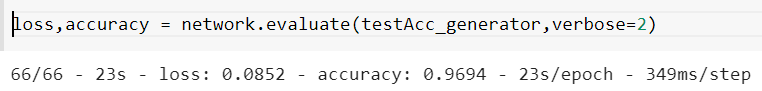 loss,accuracy = network.evaluate(testAcc_generator,verbose=2)
66/66 - 23s - loss: 0.0852 - accuracy: 0.9694 - 23s/epoch - 349ms/step